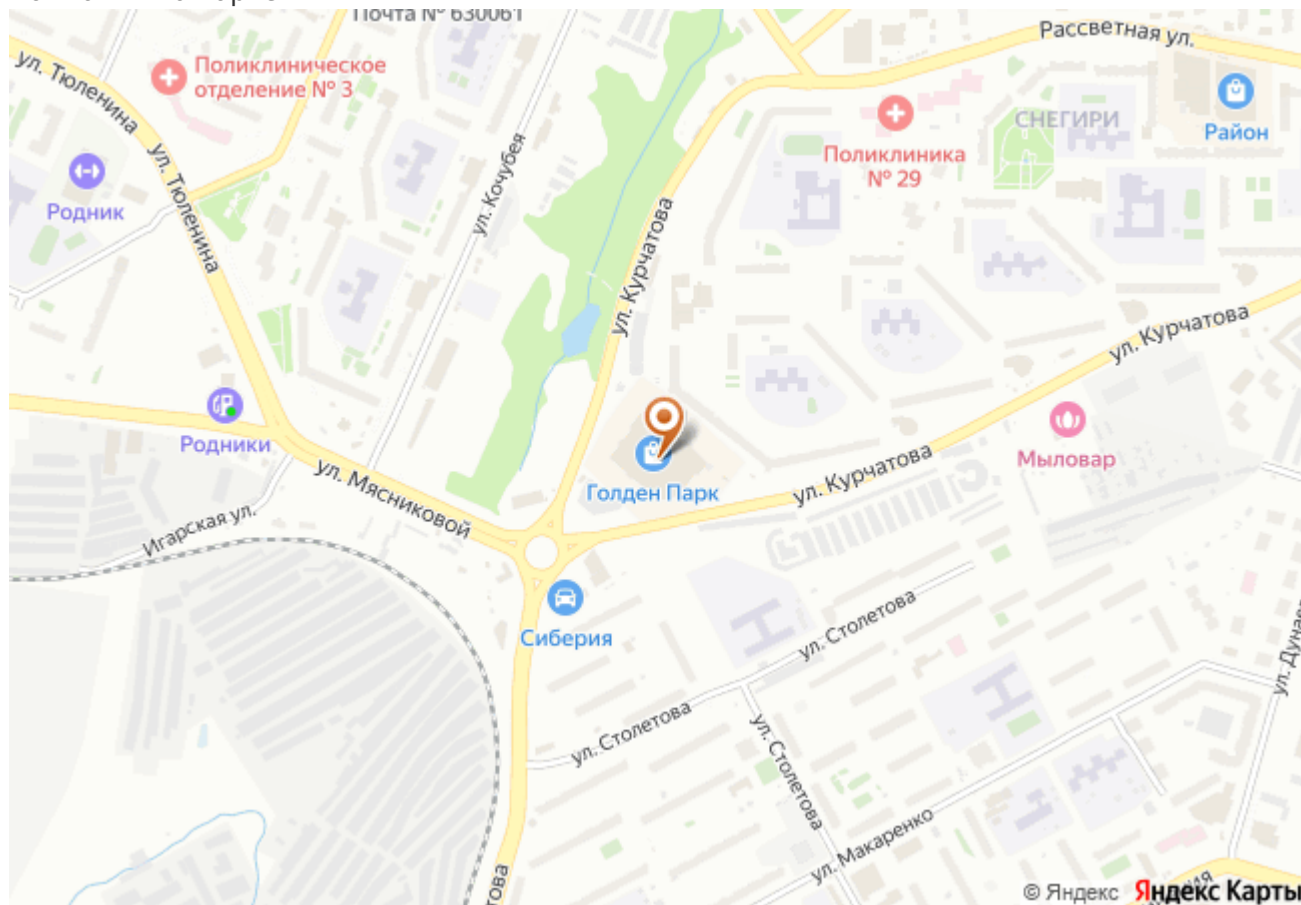 Почта № 630061
Рассветная ул.
ул. Тюленина
Поликлиническое
отделение № 3
СНЕГИРИ
Район
ул. Кочубея
Поликлиника
№ 29
ул. Тюленина
Родник
ул. Курчатова
ул. Курчатова
Родники
Мыловар
ул. Мясниковой
ул. Курчатова
Голден Парк
Игарская ул.
Сиберия
ул. Столетова
ул. Столетова
ул. Столетова
ул. Макаренко
© Яндекс Яндекс Карты